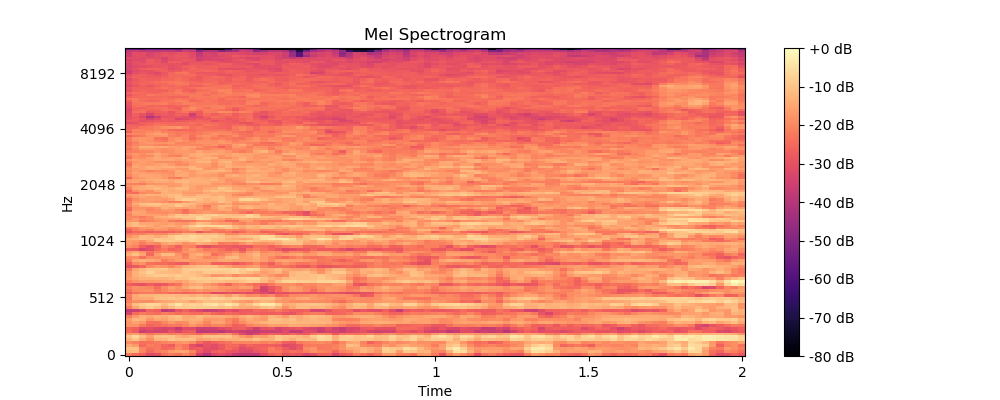 Mel Spectrogram
Hz
8192
4096
2048
1024
512
0
0 0.5 1 1.5 2
Time
+0 dB
-10 dB
-20 dB
-30 dB
-40 dB
-50 dB
-60 dB
-70 dB
-80 dB